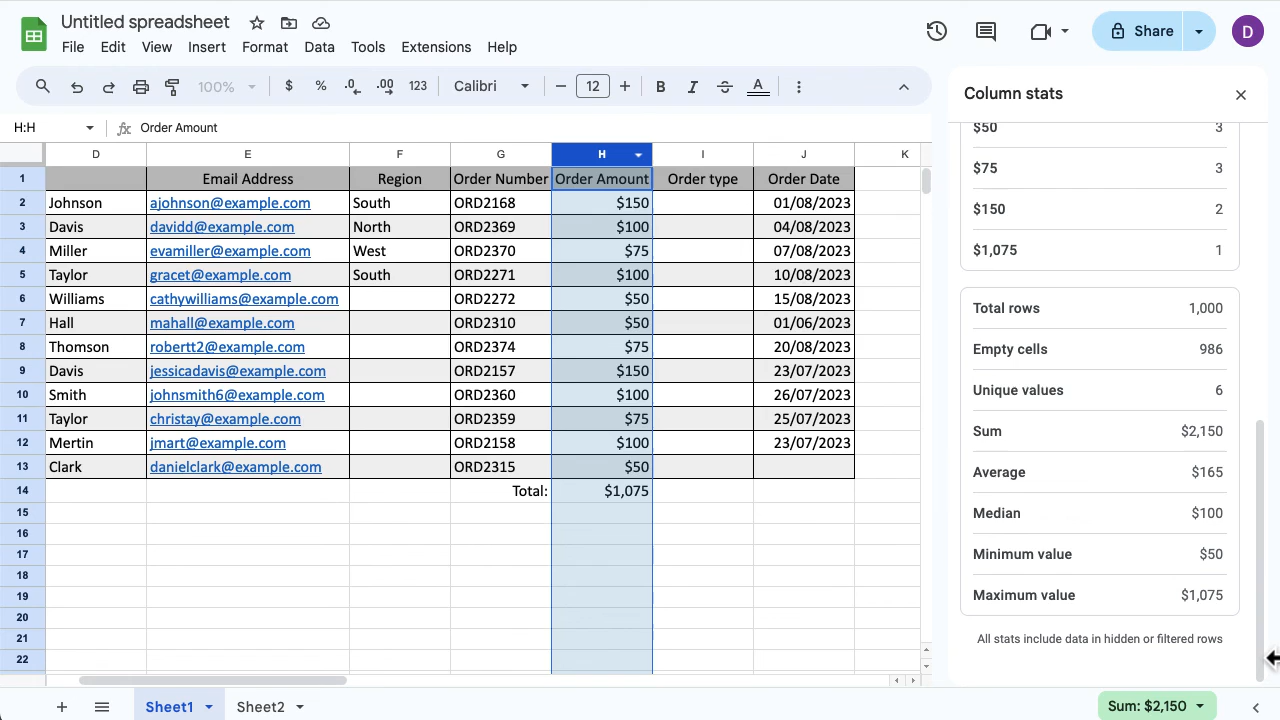 Untitled spreadsheet
File Edit View Insert Format Data Tools Extensions Help
Share
D
100% $ % .0 .00 123 Calibri 12 B I S A
H:H fx Order Amount
D E F G H I J K
1 Email Address Region Order Number Order Amount Order type Order Date
2 Johnson ajohnson@example.com South ORD2168 $150 01/08/2023
3 Davis davidd@example.com North ORD2369 $100 04/08/2023
4 Miller evamiller@example.com West ORD2370 $75 07/08/2023
5 Taylor gracet@example.com South ORD2271 $100 10/08/2023
6 Williams cathywilliams@example.com ORD2272 $50 15/08/2023
7 Hall mahall@example.com ORD2310 $50 01/06/2023
8 Thomson robertt2@example.com ORD2374 $75 20/08/2023
9 Davis jessicadavis@example.com ORD2157 $150 23/07/2023
10 Smith johnsmith6@example.com ORD2360 $100 26/07/2023
11 Taylor christay@example.com ORD2359 $75 25/07/2023
12 Mertin jmart@example.com ORD2158 $100 23/07/2023
13 Clark danielclark@example.com ORD2315 $50
14 Total: $1,075
15
16
17
18
19
20
21
22
Column stats
$50 3
$75 3
$150 2
$1,075 1
Total rows 1,000
Empty cells 986
Unique values 6
Sum $2,150
Average $165
Median $100
Minimum value $50
Maximum value $1,075
All stats include data in hidden or filtered rows
Sheet1 Sheet2 Sum: $2,150